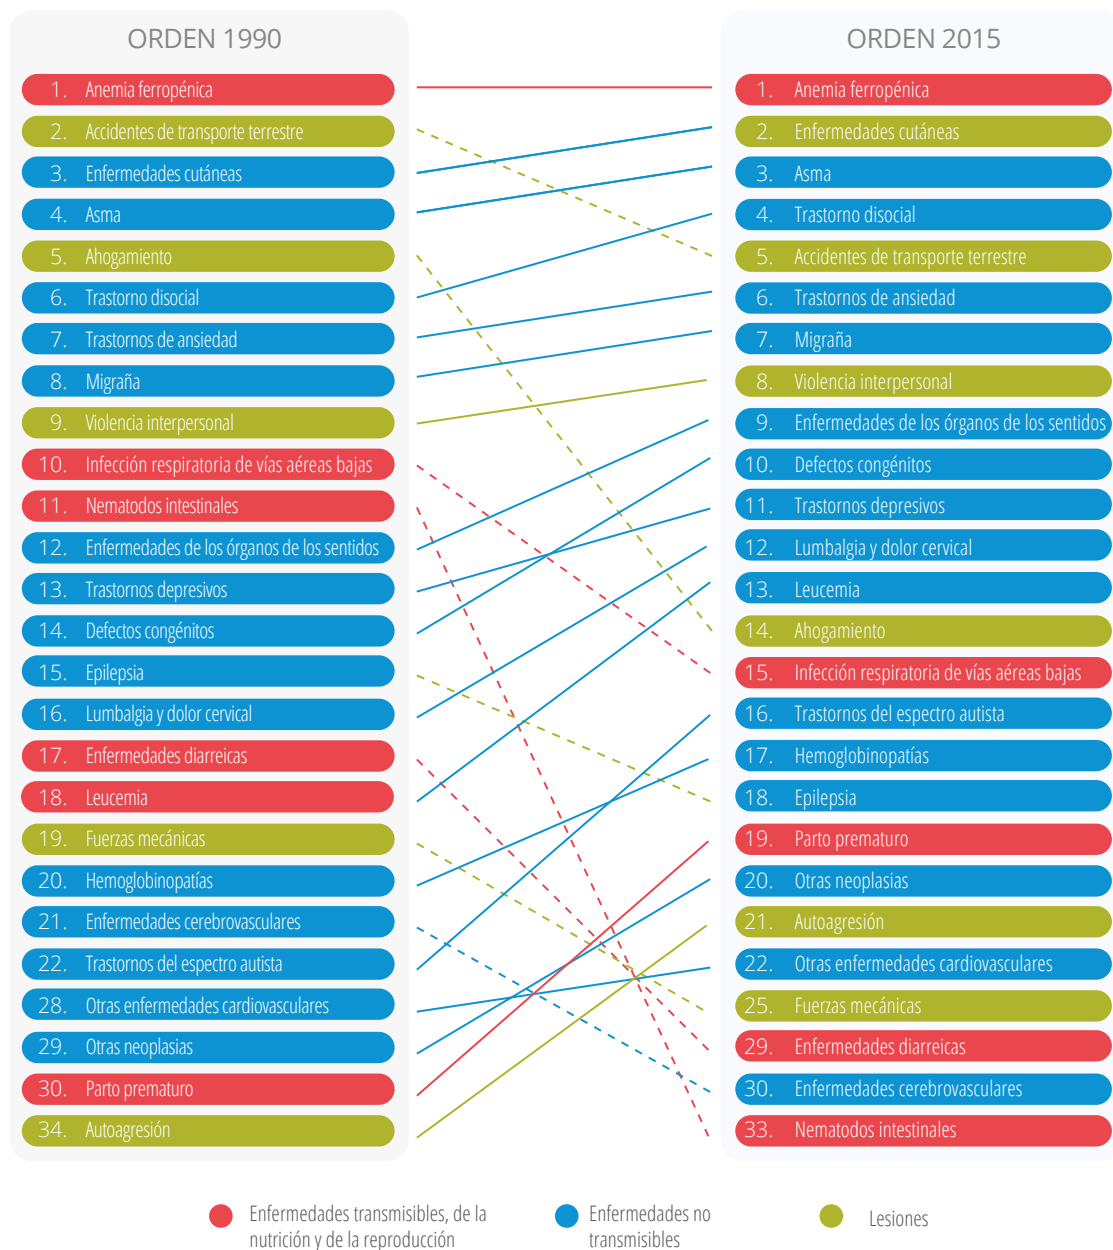 ORDEN 1990
1. Anemia ferropénica
2. Accidentes de transporte terrestre
3. Enfermedades cutáneas
4. Asma
5. Ahogamiento
6. Trastorno disocial
7. Trastornos de ansiedad
8. Migraña
9. Violencia interpersonal
10. Infección respiratoria de vías aéreas bajas
11. Nematodos intestinales
12. Enfermedades de los órganos de los sentidos
13. Trastornos depresivos
14. Defectos congénitos
15. Epilepsia
16. Lumbalgia y dolor cervical
17. Enfermedades diarreicas
18. Leucemia
19. Fuerzas mecánicas
20. Hemoglobinopatías
21. Enfermedades cerebrovasculares
22. Trastornos del espectro autista
28. Otras enfermedades cardiovasculares
29. Otras neoplasias
30. Parto prematuro
34. Autoagresión
ORDEN 2015
1. Anemia ferropénica
2. Enfermedades cutáneas
3. Asma
4. Trastorno disocial
5. Accidentes de transporte terrestre
6. Trastornos de ansiedad
7. Migraña
8. Violencia interpersonal
9. Enfermedades de los órganos de los sentidos
10. Defectos congénitos
11. Trastornos depresivos
12. Lumbalgia y dolor cervical
13. Leucemia
14. Ahogamiento
15. Infección respiratoria de vías aéreas bajas
16. Trastornos del espectro autista
17. Hemoglobinopatías
18. Epilepsia
19. Parto prematuro
20. Otras neoplasias
21. Autoagresión
22. Otras enfermedades cardiovasculares
25. Fuerzas mecánicas
29. Enfermedades diarreicas
30. Enfermedades cerebrovasculares
33. Nematodos intestinales
Enfermedades transmisibles, de la
nutrición y de la reproducción
Enfermedades no
transmisibles
Lesiones